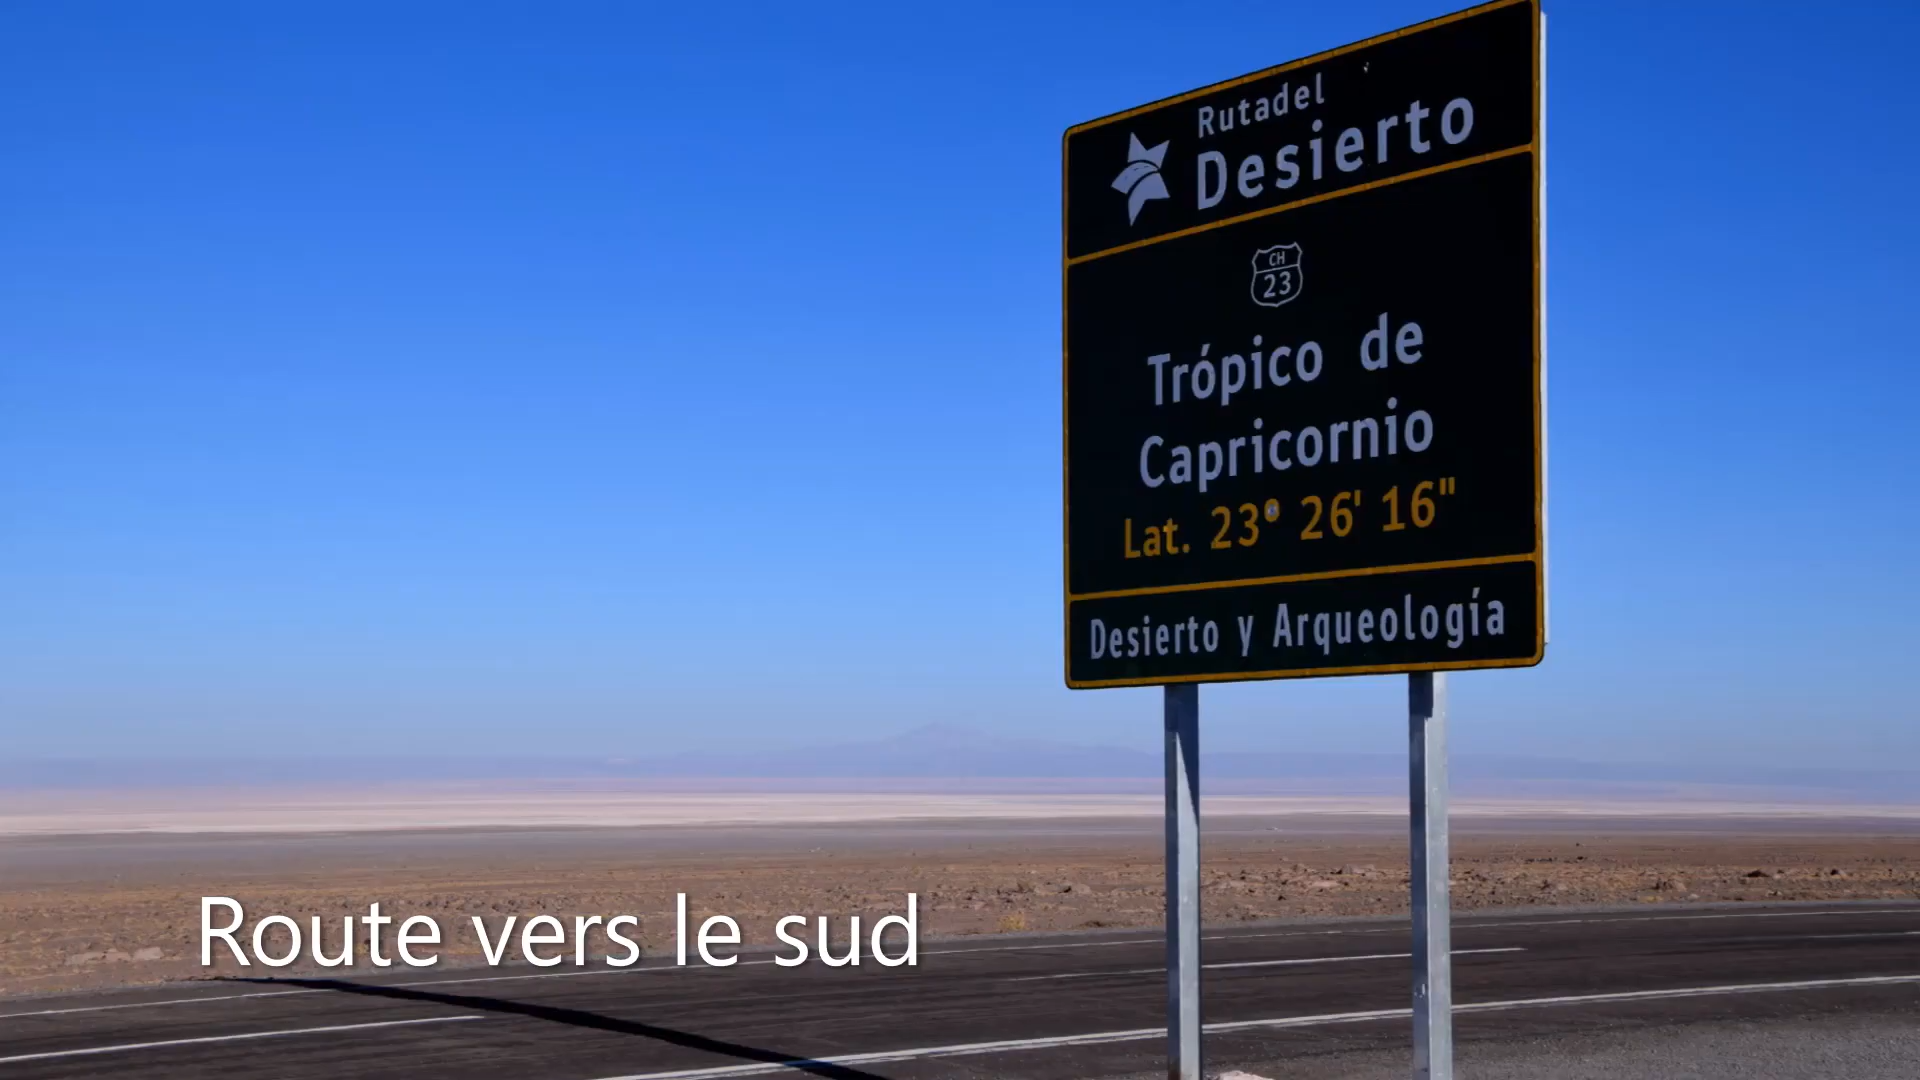 Rutadel
Desierto
CH
23
Trópico de
Capricornio
Lat. 23° 26' 16"
Desierto y Arqueología
Route vers le sud